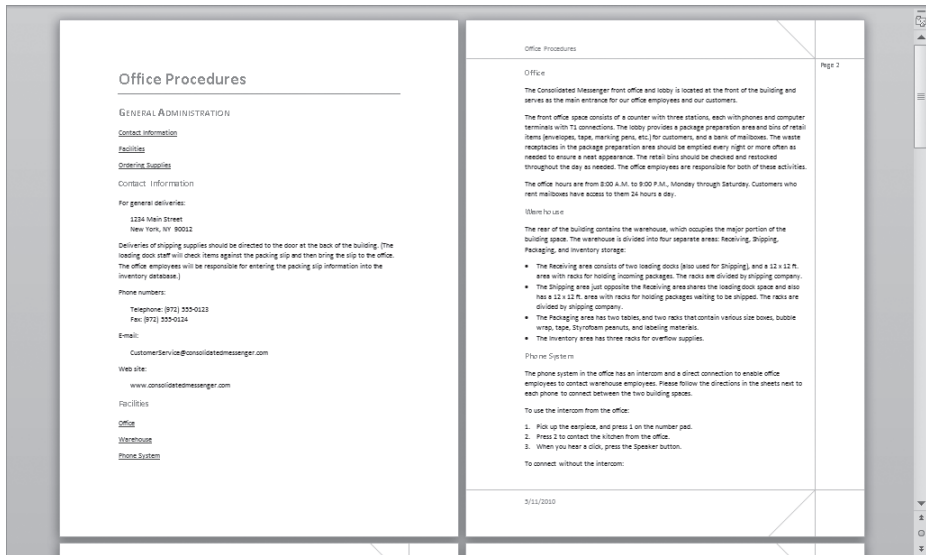 Office Procedures
GENERAL ADMINISTRATION
Contact Information
Facilities
Ordering Supplies
Contact Information
For general deliveries:
1234 Main Street
New York, NY 90012
Deliveries of shipping supplies should be directed to the door at the back of the building. (The
loading dock staff will check items against the packing slip and then bring the slip to the office.
The office employees will be responsible for entering the packing slip information into the
inventory database.)
Phone numbers:
Telephone: (972) 555-0123
Fax: (972) 555-0124
E-mail:
CustomerService@consolidatedmessenger.com
Web site:
www.consolidatedmessenger.com
Facilities
Office
Warehouse
Phone System
Office Procedures
Page 2
Office
The Consolidated Messenger front office and lobby is located at the front of the building and
serves as the main entrance for our office employees and our customers.
The front office space consists of a counter with three stations, each with phones and computer
terminals with T1 connections. The lobby provides a package preparation area and bins of retail
items (envelopes, tape, marking pens, etc.) for customers, and a bank of mailboxes. The waste
receptacles in the package preparation area should be emptied every night or more often as
needed to ensure a neat appearance. The retail bins should be checked and restocked
throughout the day as needed. The office employees are responsible for both of these activities.
The office hours are from 8:00 A.M. to 9:00 P.M., Monday through Saturday. Customers who
rent mailboxes have access to them 24 hours a day.
Warehouse
The rear of the building contains the warehouse, which occupies the major portion of the
building space. The warehouse is divided into four separate areas: Receiving, Shipping,
Packaging, and Inventory storage:
• The Receiving area consists of two loading docks (also used for Shipping), and a 12 x 12 ft.
area with racks for holding incoming packages. The racks are divided by shipping company.
• The Shipping area just opposite the Receiving area shares the loading dock space and also
has a 12 x 12 ft. area with racks for holding packages waiting to be shipped. The racks are
divided by shipping company.
• The Packaging area has two tables, and two racks that contain various size boxes, bubble
wrap, tape, Styrofoam peanuts, and labeling materials.
• The Inventory area has three racks for overflow supplies.
Phone System
The phone system in the office has an intercom and a direct connection to enable office
employees to contact warehouse employees. Please follow the directions in the sheets next to
each phone to connect between the two building spaces.
To use the intercom from the office:
1. Pick up the earpiece, and press 1 on the number pad.
2. Press 2 to contact the kitchen from the office.
3. When you hear a click, press the Speaker button.
To connect without the intercom:
5/11/2010